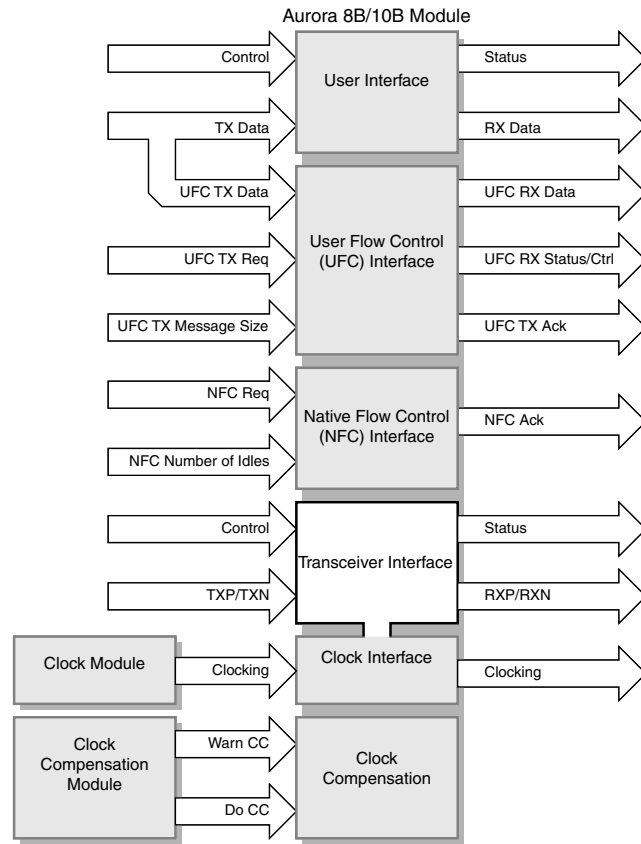 Aurora 8B/10B Module
Control
User Interface
Status
TX Data
RX Data
UFC TX Data
UFC RX Data
UFC TX Req
User Flow Control
(UFC) Interface
UFC RX Status/Ctrl
UFC TX Message Size
UFC TX Ack
NFC Req
Native Flow Control
(NFC) Interface
NFC Ack
NFC Number of Idles
Control
Status
Transceiver Interface
TXP/TXN
RXP/RXN
Clock Module
Clocking
Clock Interface
Clocking
Clock
Compensation
Module
Warn CC
Do CC
Clock
Compensation